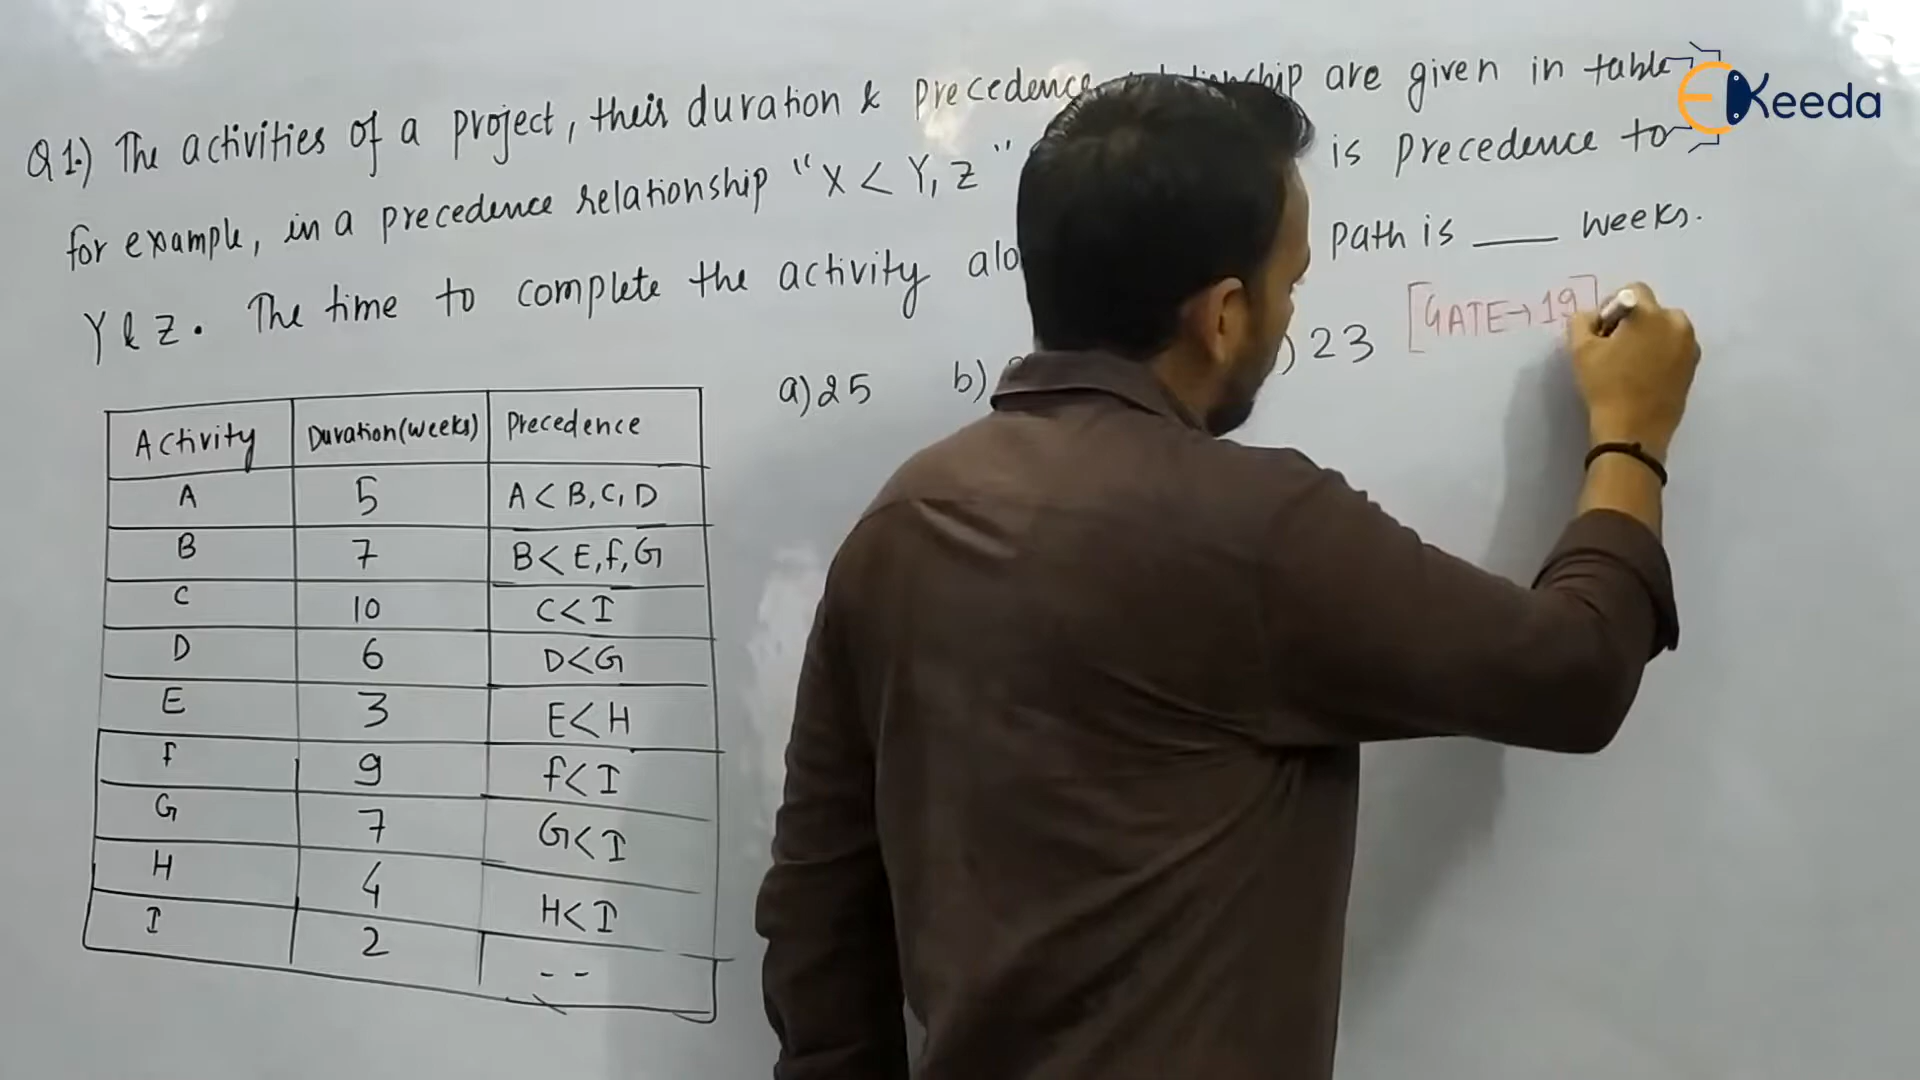 Q1.) The activities of a project, their duration & precedence are given in table
for example, in a precedence relationship "X < Y, Z" is precedence to
Y & Z. The time to complete the activity path is ___ weeks.
[GATE→19]
a) 25 b) ) 23
Activity Duration(weeks) Precedence
A 5 A < B, C, D
B 7 B < E, f, G
C 10 C < I
D 6 D < G
E 3 E < H
f 9 f < I
G 7 G < I
H 4 H < I
I 2 --
EKeeda